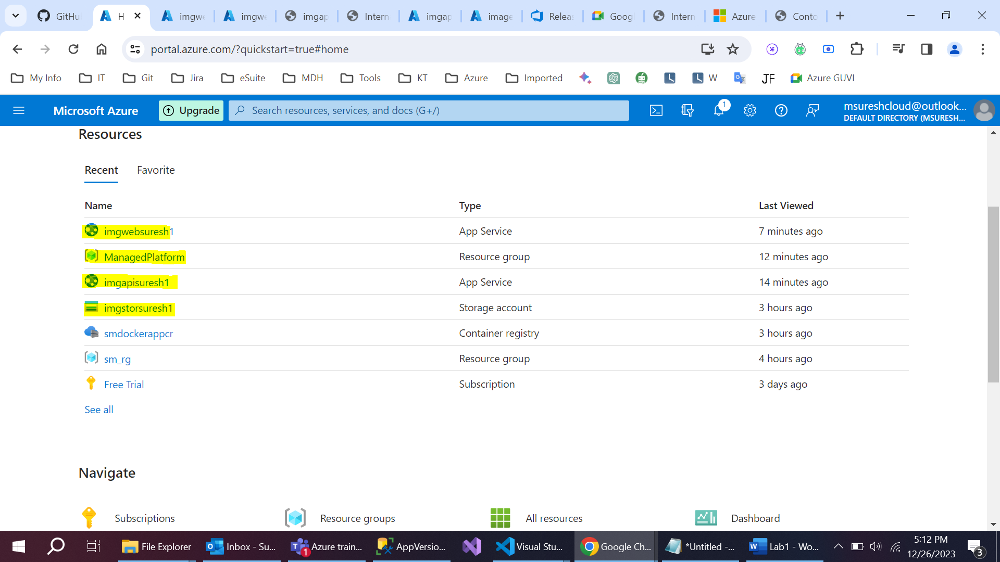 GitHu
H
imgwe
imgwe
imgap
Intern
imgap
image
Releas
Googl
Intern
Azure
Conto
portal.azure.com/?quickstart=true#home
My Info
IT
Git
Jira
eSuite
MDH
Tools
KT
Azure
Imported
W
JF
Azure GUVI
Microsoft Azure
Upgrade
Search resources, services, and docs (G+/)
1
msureshcloud@outlook...
DEFAULT DIRECTORY (MSURESH...
Resources
Recent
Favorite
Name Type Last Viewed
imgwebsuresh1 App Service 7 minutes ago
ManagedPlatform Resource group 12 minutes ago
imgapisuresh1 App Service 14 minutes ago
imgstorsuresh1 Storage account 3 hours ago
smdockerappcr Container registry 3 hours ago
sm_rg Resource group 4 hours ago
Free Trial Subscription 3 days ago
See all
Navigate
Subscriptions
Resource groups
All resources
Dashboard
File Explorer
Inbox - Su...
1
Azure train...
AppVersio...
Visual Stu...
Google Ch...
*Untitled -...
Lab1 - Wo...
5:12 PM
12/26/2023
3